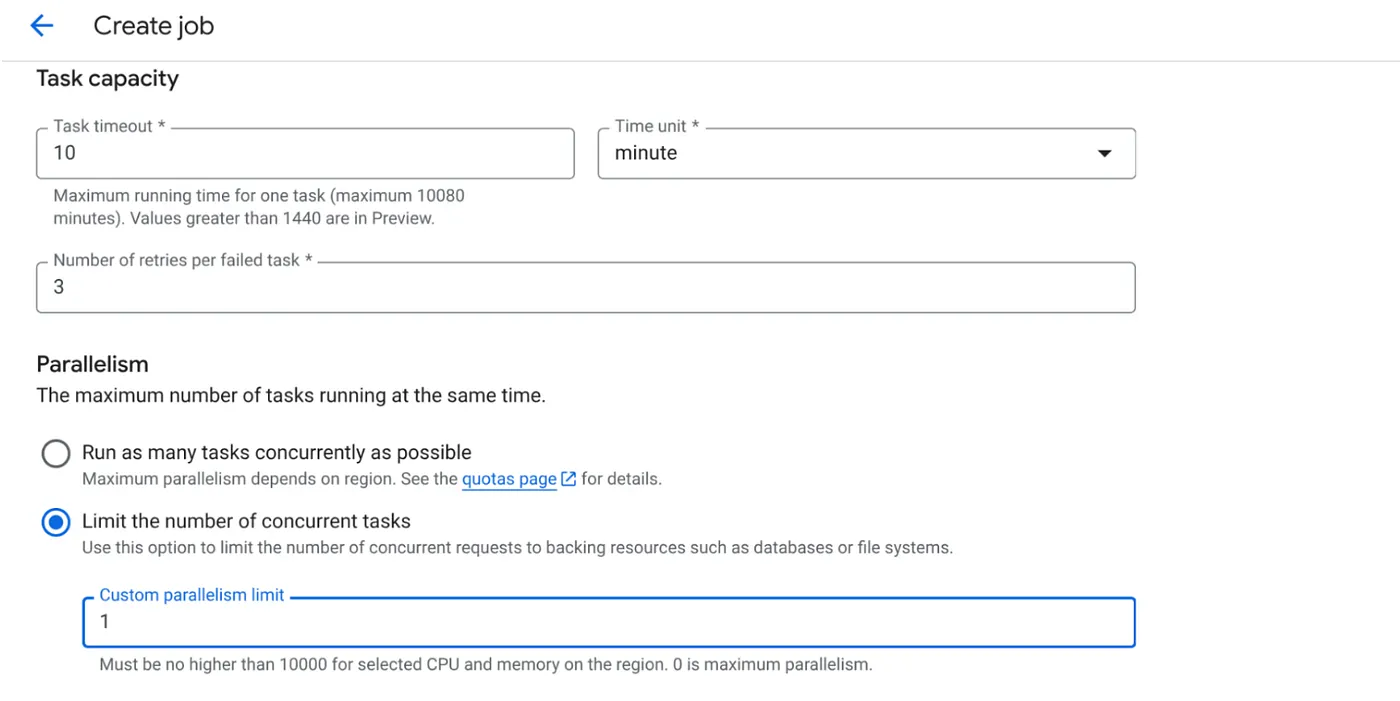 Create job
Task capacity
Task timeout *
10
Time unit *
minute
Maximum running time for one task (maximum 10080
minutes). Values greater than 1440 are in Preview.
Number of retries per failed task *
3
Parallelism
The maximum number of tasks running at the same time.
Run as many tasks concurrently as possible
Maximum parallelism depends on region. See the quotas page for details.
Limit the number of concurrent tasks
Use this option to limit the number of concurrent requests to backing resources such as databases or file systems.
Custom parallelism limit
1
Must be no higher than 10000 for selected CPU and memory on the region. 0 is maximum parallelism.